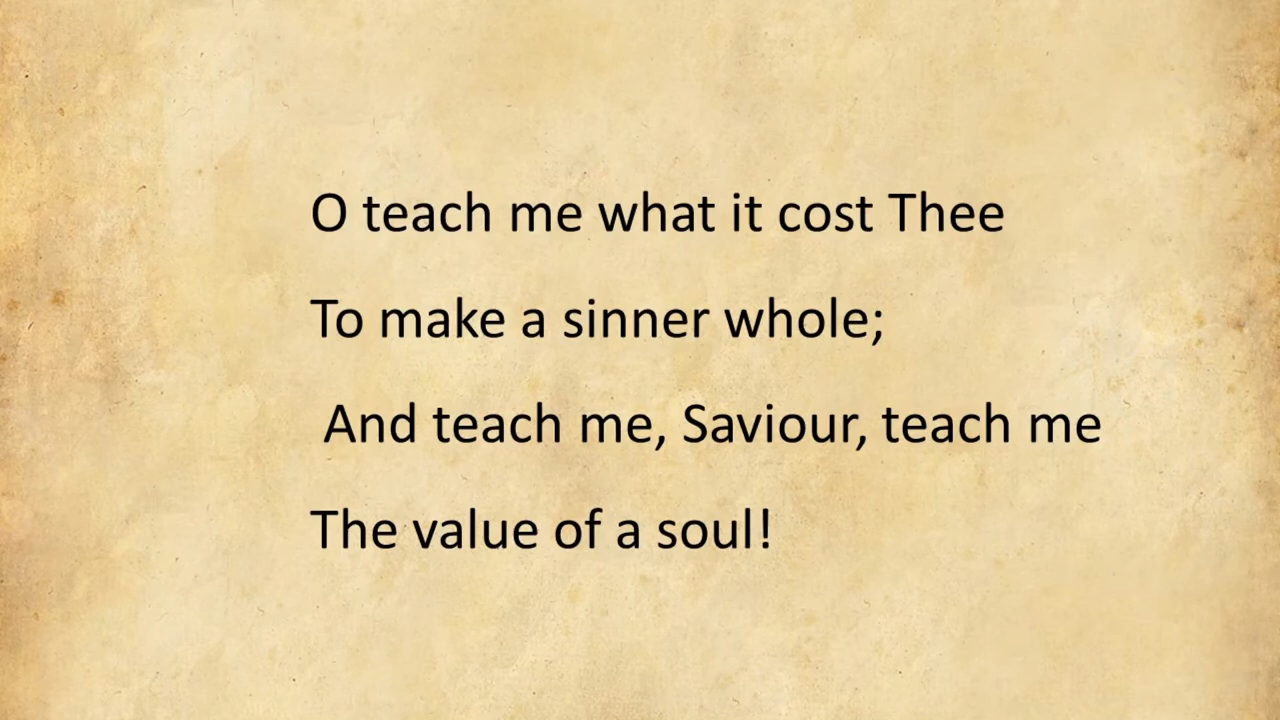 O teach me what it cost Thee
To make a sinner whole;
And teach me, Saviour, teach me
The value of a soul!